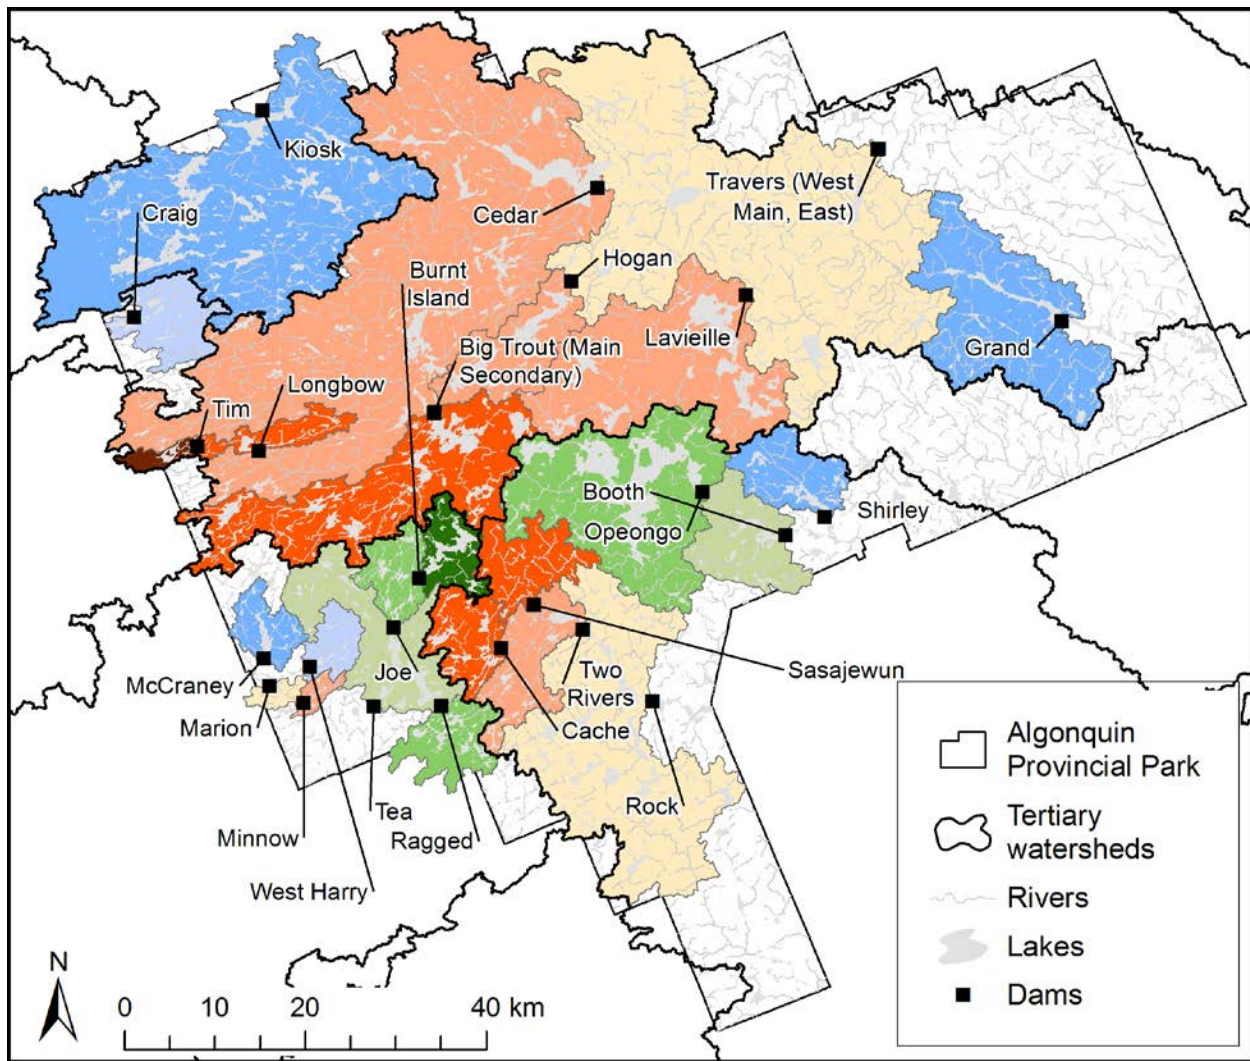 Kiosk
Travers (West
Main, East)
Craig
Cedar
Burnt
Island
Hogan
Lavieille
Grand
Big Trout (Main
Secondary)
Longbow
Tim
Booth
Opeongo
Shirley
McCraney
Joe
Two
Rivers
Sasajewun
Marion
Cache
Rock
Tea
Minnow
Ragged
West Harry
Algonquin
Provincial Park
Tertiary
watersheds
Rivers
Lakes
Dams
N
0 10 20 40 km